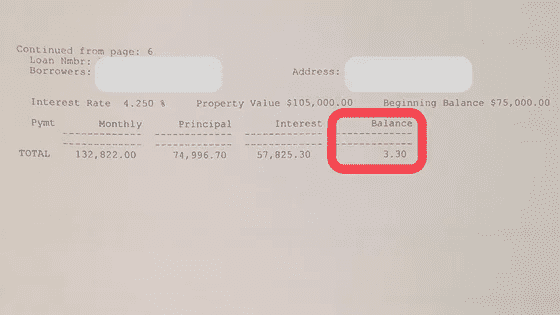 Continued from page: 6
Loan Nmbr:
Borrowers: Address:
Interest Rate 4.250 % Property Value $105,000.00 Beginning Balance $75,000.00
Pymt Monthly Principal Interest Balance
TOTAL 132,822.00 74,996.70 57,825.30 3.30